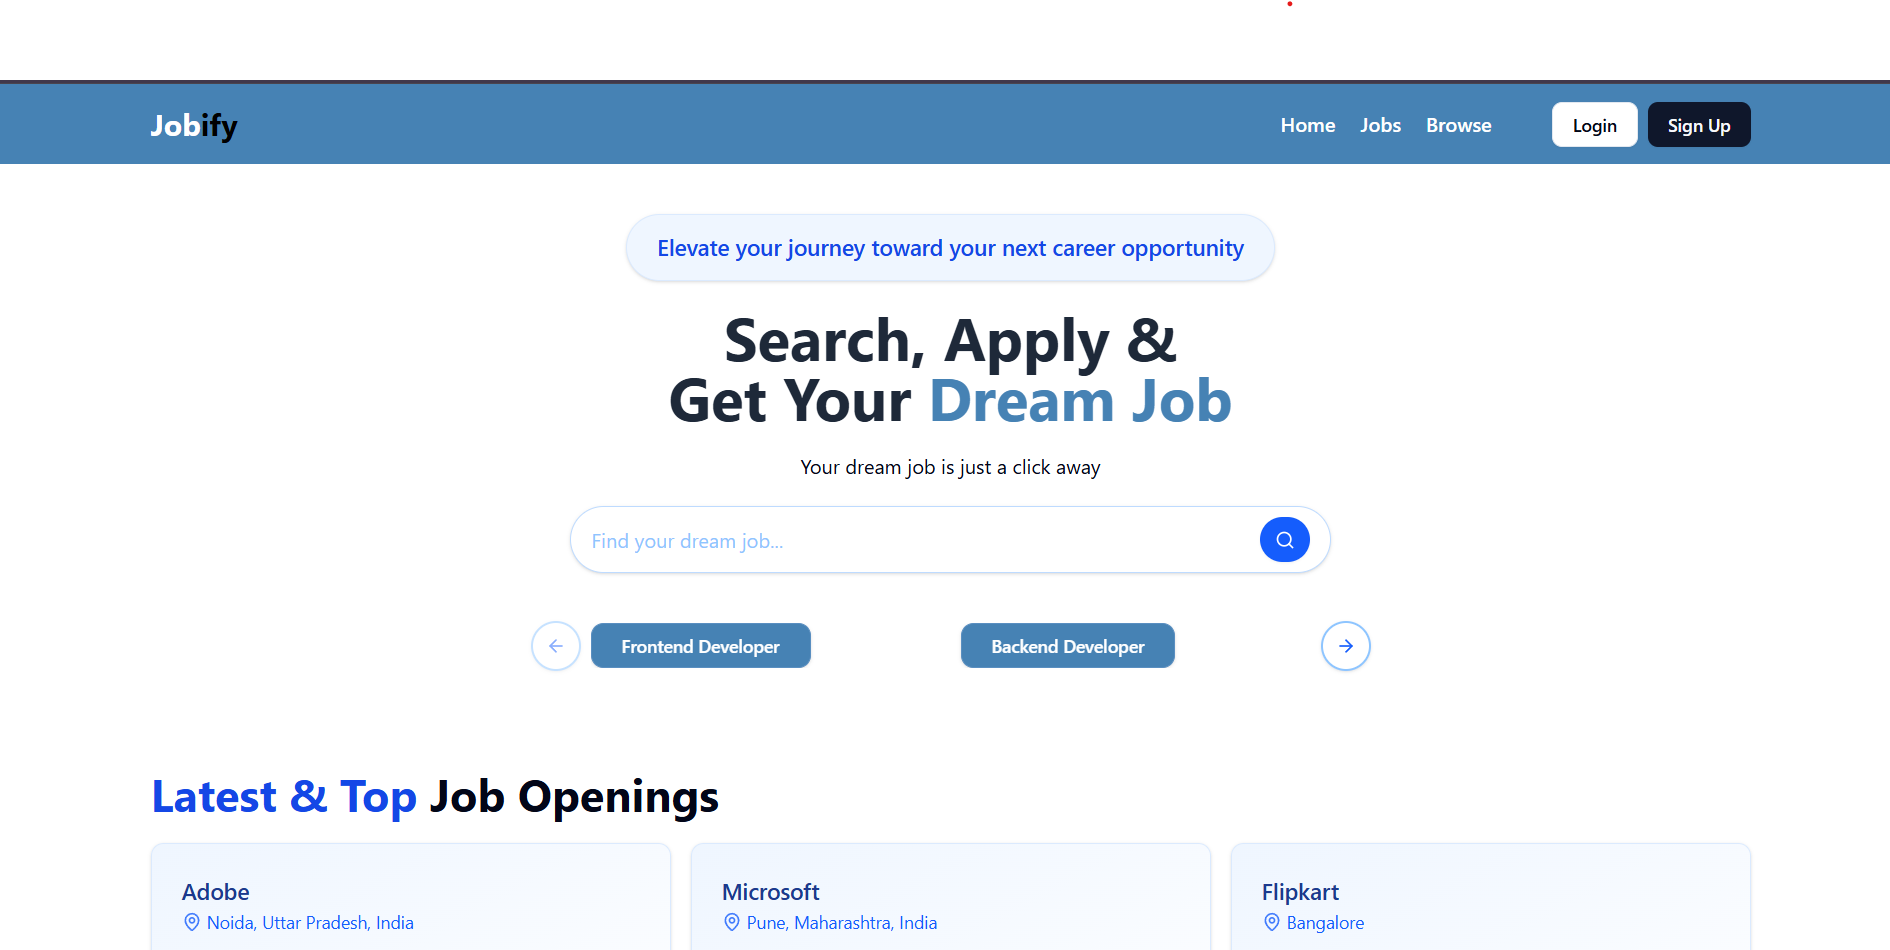 Jobify
Home Jobs Browse Login Sign Up
Elevate your journey toward your next career opportunity
Search, Apply &
Get Your Dream Job
Your dream job is just a click away
Find your dream job...
Frontend Developer Backend Developer
Latest & Top Job Openings
Adobe
Noida, Uttar Pradesh, India
Microsoft
Pune, Maharashtra, India
Flipkart
Bangalore